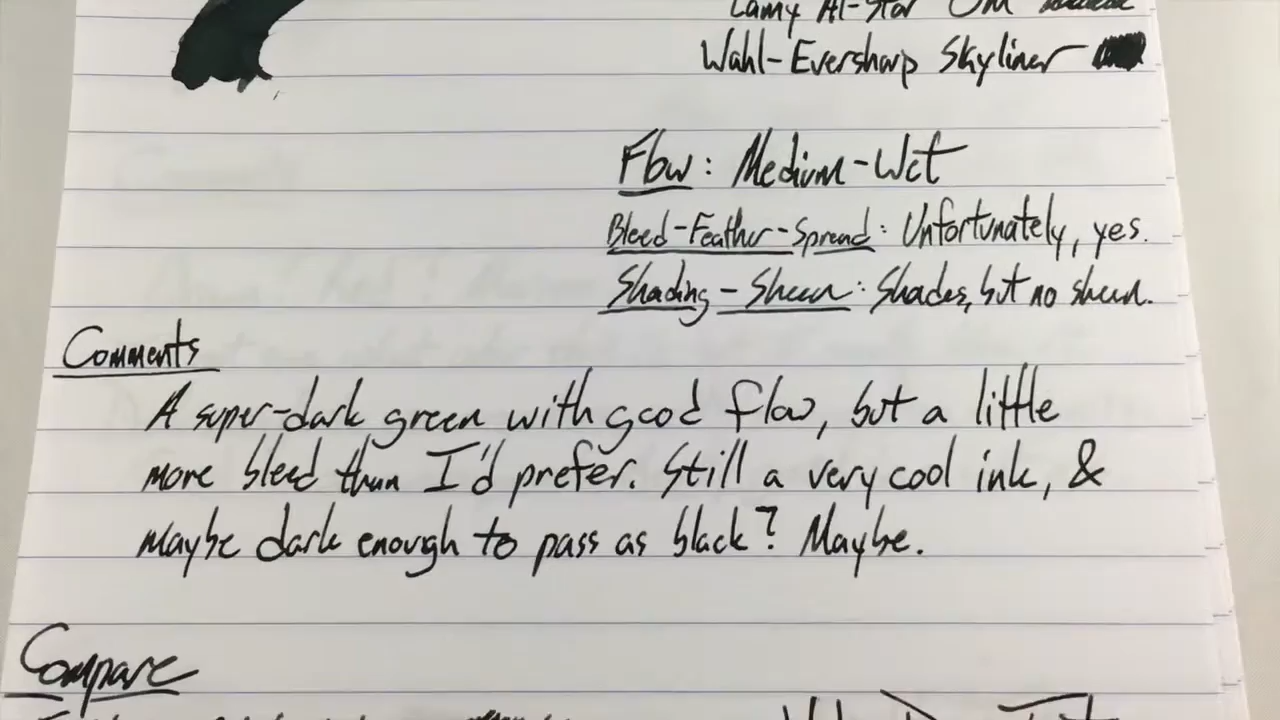 Lamy Al-Star OM
Wahl-Eversharp Skyliner
Flow: Medium-Wet
Bleed-Feather-Spread: Unfortunately, yes.
Shading-Sheen: Shades, but no sheen.
Comments
A super-dark green with good flow, but a little
more bleed than I'd prefer. Still a very cool ink, &
maybe dark enough to pass as black? Maybe.
Compare